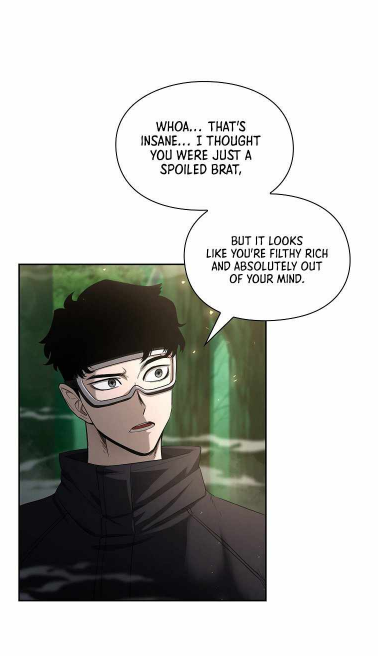 WHOA... THAT'S
INSANE... I THOUGHT
YOU WERE JUST A
SPOILED BRAT,
BUT IT LOOKS
LIKE YOU'RE FILTHY RICH
AND ABSOLUTELY OUT
OF YOUR MIND.